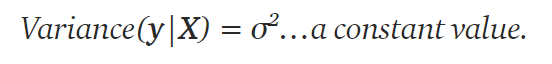 Variance(y|X) = σ²...a constant value.